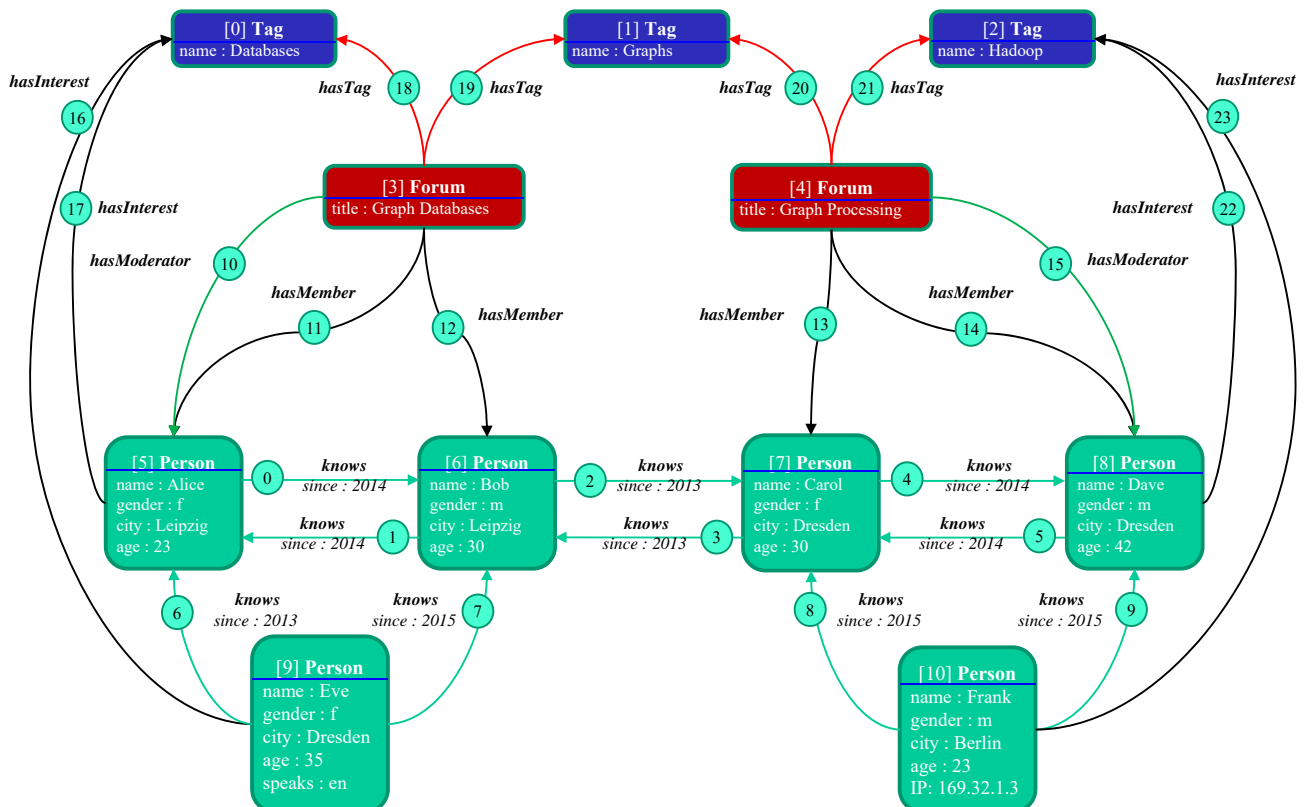 [0] Tag
name : Databases
[1] Tag
name : Graphs
[2] Tag
name : Hadoop
hasInterest
16
hasTag
18
19
hasTag
hasTag
20
21
hasTag
hasInterest
23
17
hasInterest
[3] Forum
title : Graph Databases
[4] Forum
title : Graph Processing
hasInterest
22
hasModerator
10
15
hasModerator
hasMember
11
12
hasMember
hasMember
13
hasMember
14
[5] Person
name : Alice
gender : f
city : Leipzig
age : 23
0
knows
since : 2014
knows
since : 2014
1
[6] Person
name : Bob
gender : m
city : Leipzig
age : 30
2
knows
since : 2013
knows
since : 2013
3
[7] Person
name : Carol
gender : f
city : Dresden
age : 30
4
knows
since : 2014
knows
since : 2014
5
[8] Person
name : Dave
gender : m
city : Dresden
age : 42
6
knows
since : 2013
knows
since : 2015
7
8
knows
since : 2015
knows
since : 2015
9
[9] Person
name : Eve
gender : f
city : Dresden
age : 35
speaks : en
[10] Person
name : Frank
gender : m
city : Berlin
age : 23
IP: 169.32.1.3